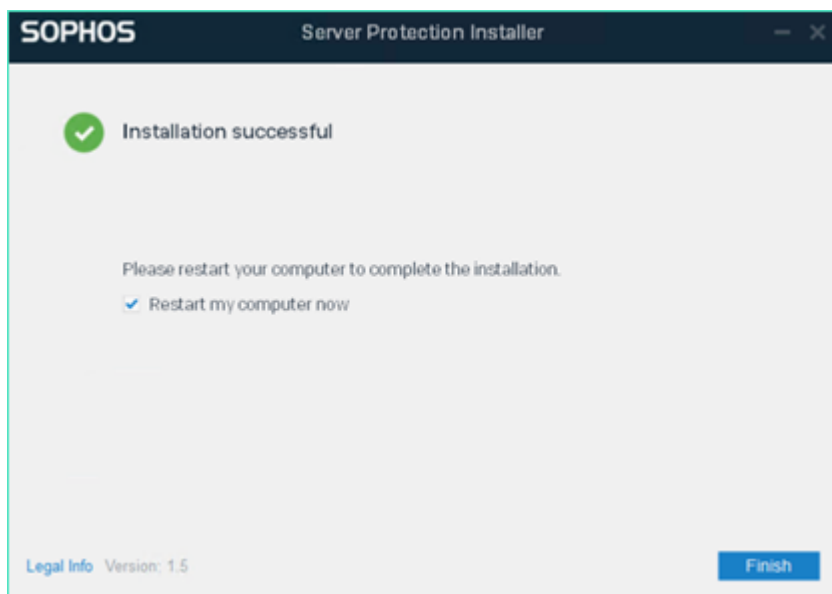 SOPHOS
Server Protection Installer
Installation successful
Please restart your computer to complete the installation.
Restart my computer now
Legal Info Version: 1.5
Finish